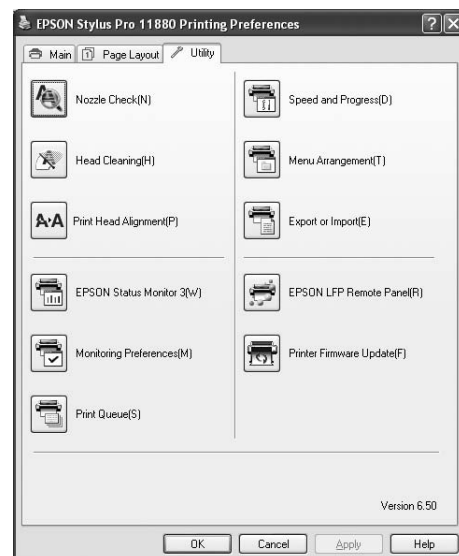 EPSON Stylus Pro 11880 Printing Preferences
Main
Page Layout
Utility
Nozzle Check(N)
Head Cleaning(H)
Print Head Alignment(P)
EPSON Status Monitor 3(W)
Monitoring Preferences(M)
Print Queue(S)
Speed and Progress(D)
Menu Arrangement(T)
Export or Import(E)
EPSON LFP Remote Panel(R)
Printer Firmware Update(F)
Version 6.50
OK
Cancel
Apply
Help